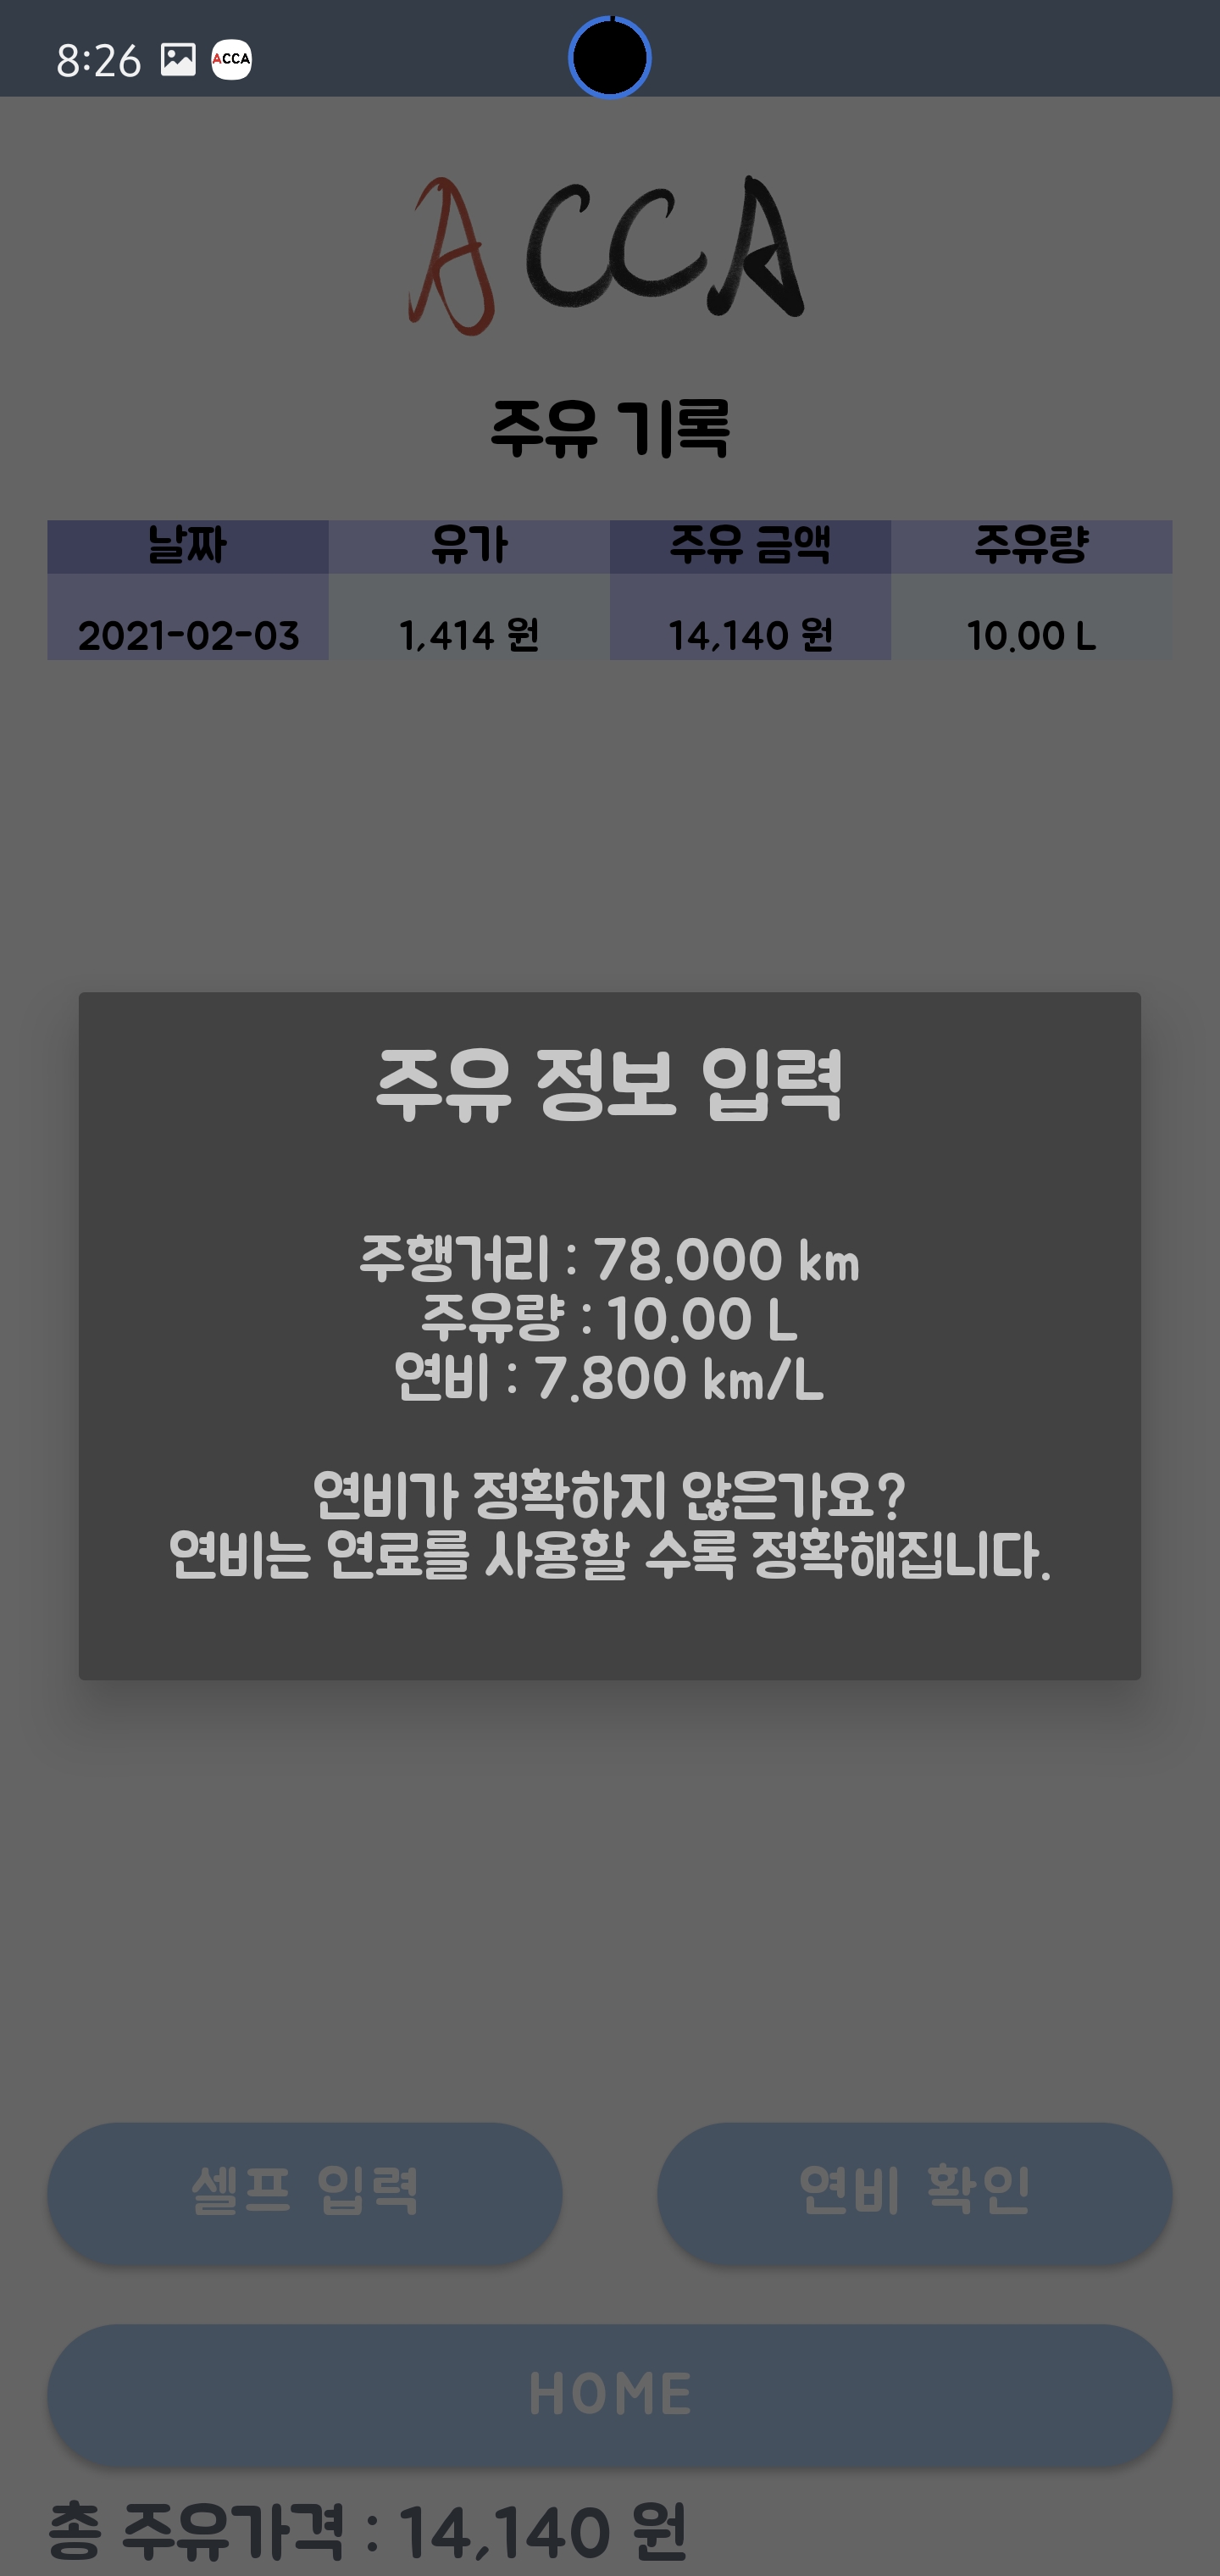 8:26 ACCA
ACCA
주유 기록
날짜 유가 주유 금액 주유량
2021-02-03 1,414 원 14,140 원 10.00 L
주유 정보 입력
주행거리 : 78.000 km
주유량 : 10.00 L
연비 : 7.800 km/L
연비가 정확하지 않은가요?
연비는 연료를 사용할 수록 정확해집니다.
셀프 입력 연비 확인
HOME
총 주유가격 : 14,140 원